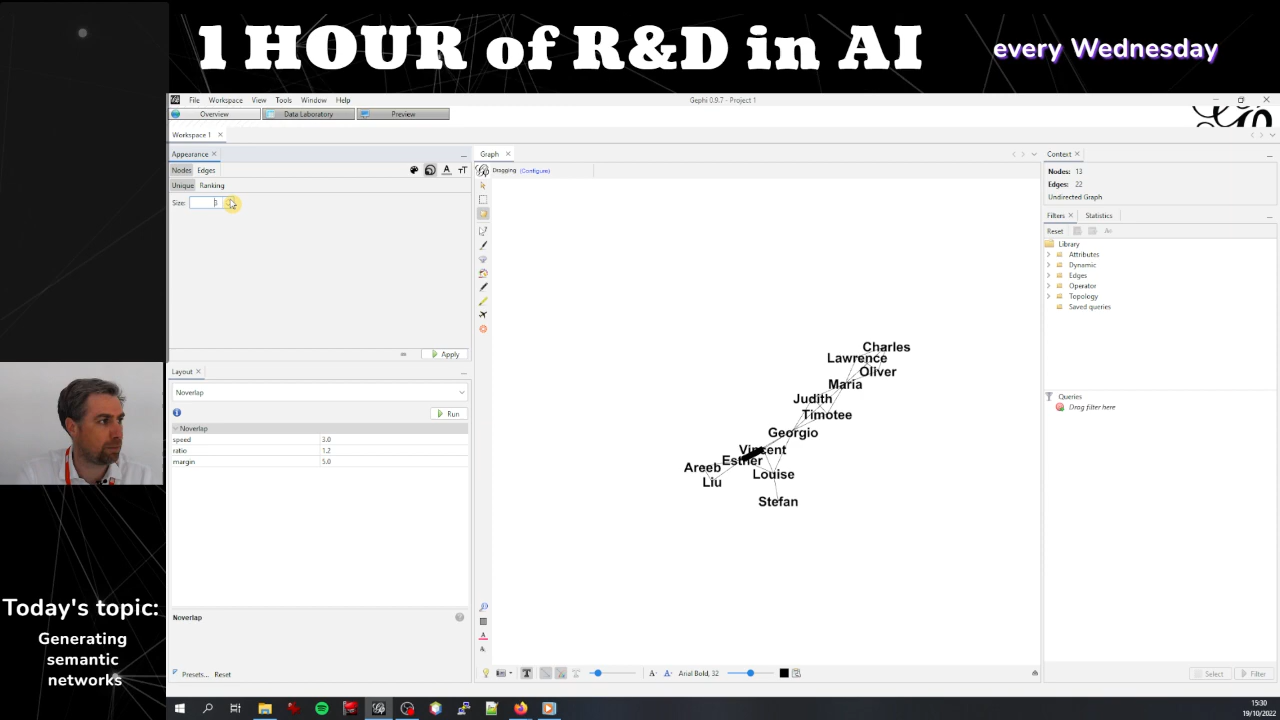 1 HOUR of R&D in AI
every Wednesday
File Workspace View Tools Window Help
Gephi 0.9.7 - Project 1
Overview Data Laboratory Preview
Workspace 1
Appearance
Nodes Edges
Unique Ranking
Size:
Apply
Layout
Noverlap
Run
Noverlap
speed 3.0
ratio 1.2
margin 5.0
Noverlap
Presets... Reset
Graph
Dragging (Configure)
Charles
Lawrence
Oliver
Maria
Judith
Timotee
Georgio
Vincent
Esther
Areeb
Louise
Liu
Stefan
Arial Bold, 32
Context
Nodes: 13
Edges: 22
Undirected Graph
Filters Statistics
Reset
Library
Attributes
Dynamic
Edges
Operator
Topology
Saved queries
Queries
Drag filter here
Select Filter
Today's topic:
Generating
semantic
networks
15:30
19/10/2022